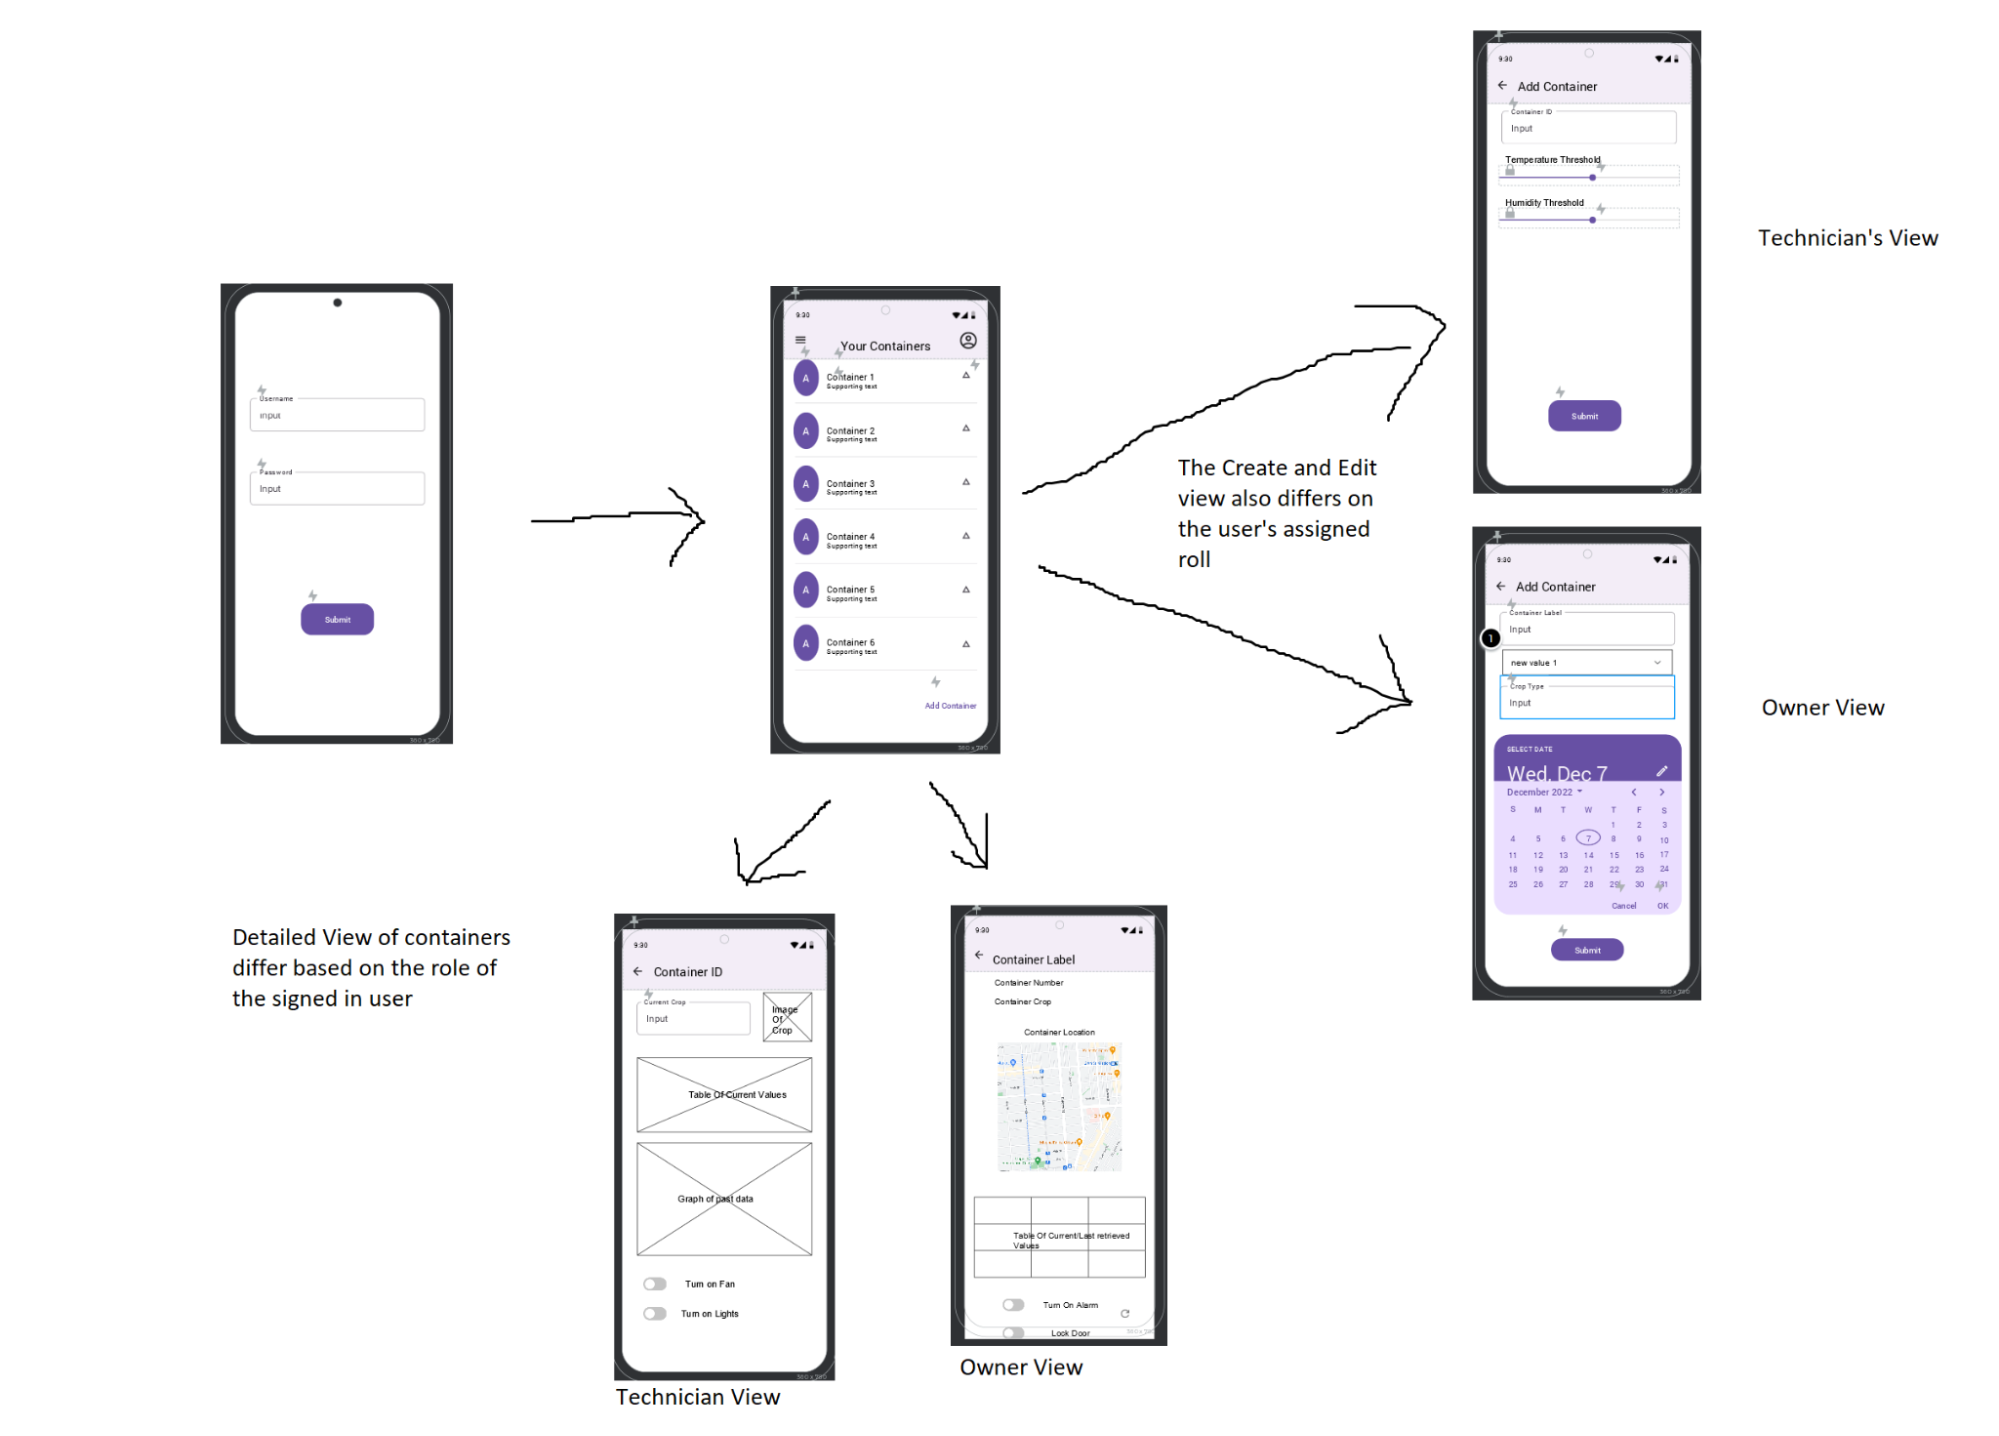 Username
Input
Password
Input
Submit
9:30
Your Containers
A
Container 1
Supporting text
A
Container 2
Supporting text
A
Container 3
Supporting text
A
Container 4
Supporting text
A
Container 5
Supporting text
A
Container 6
Supporting text
Add Container
The Create and Edit
view also differs on
the user's assigned
roll
9:30
Add Container
Container ID
Input
Temperature Threshold
Humidity Threshold
Submit
Technician's View
9:30
Add Container
Container Label
Input
1
new value 1
Crop Type
Input
SELECT DATE
Wed, Dec 7
December 2022
S M T W T F S
1 2 3
4 5 6 7 8 9 10
11 12 13 14 15 16 17
18 19 20 21 22 23 24
25 26 27 28 29 30 31
Cancel OK
Submit
Owner View
Detailed View of containers
differ based on the role of
the signed in user
9:30
Container ID
Current Crop
Input
Image
Of
Crop
Table Of Current Values
Graph of past data
Turn on Fan
Turn on Lights
Technician View
9:30
Container Label
Container Number
Container Crop
Container Location
Table Of Current/Last retrieved
Values
Turn On Alarm
Lock Door
Owner View